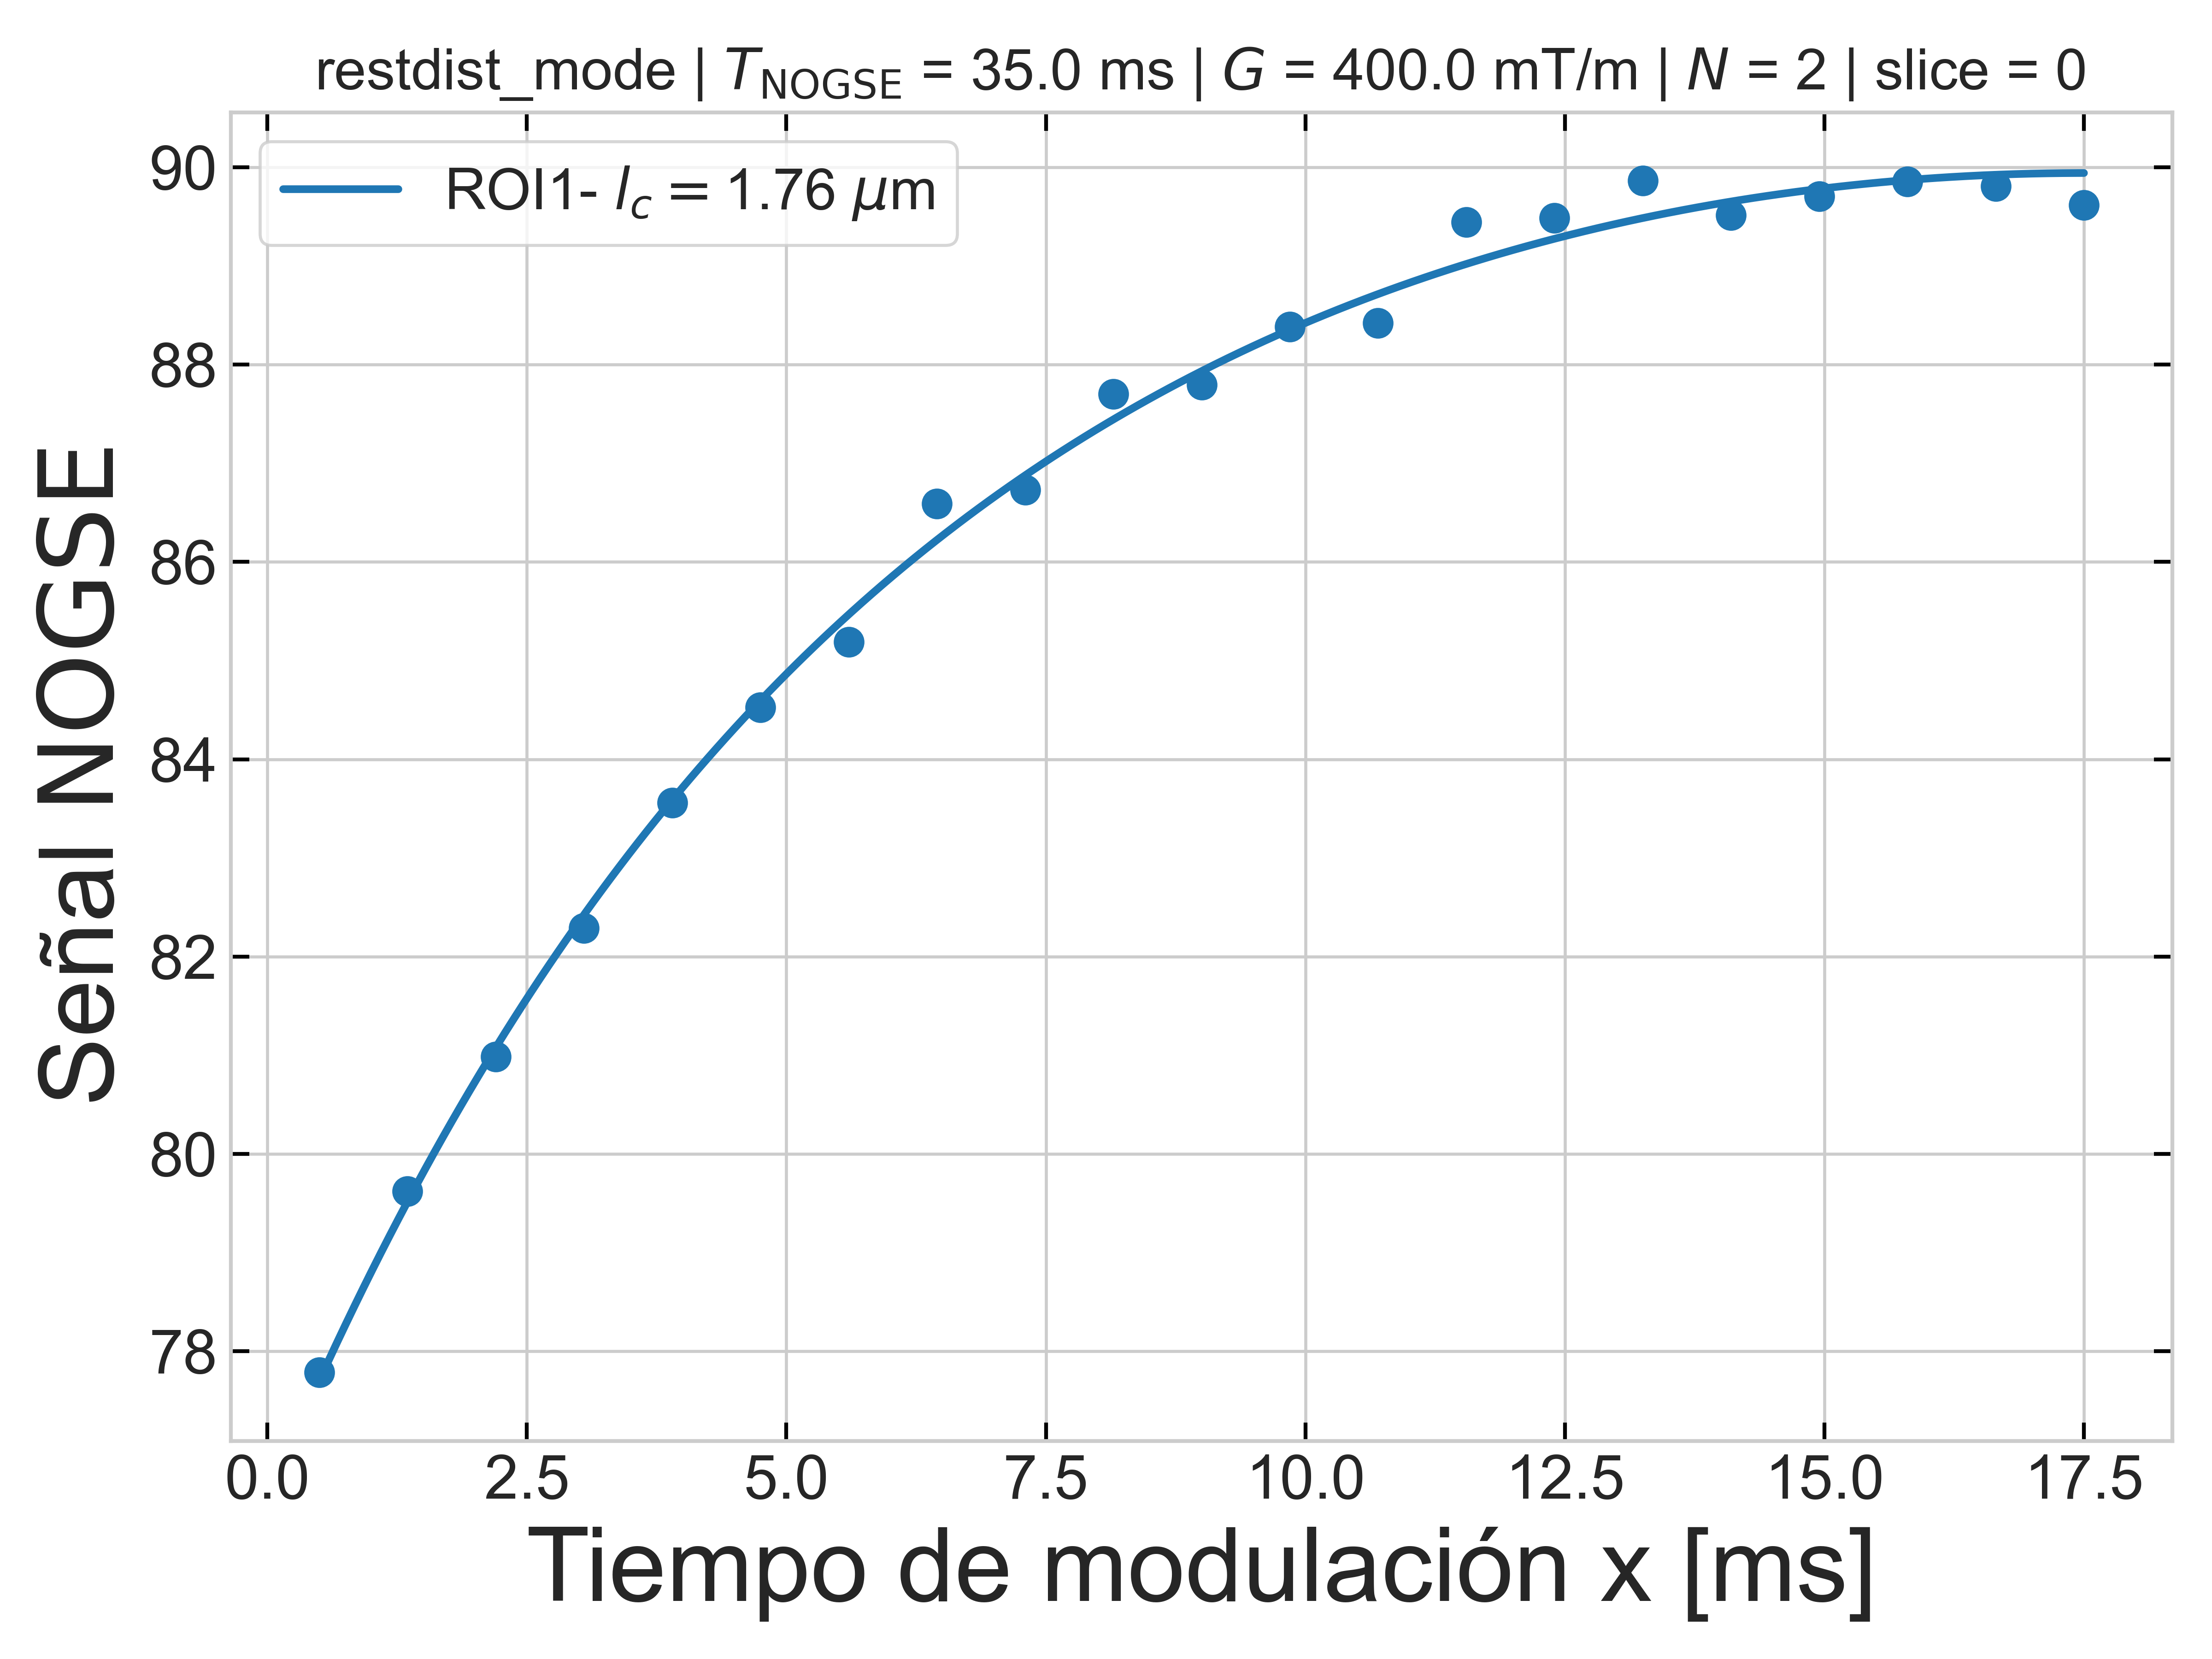 restdist_mode | T_NOGSE = 35.0 ms | G = 400.0 mT/m | N = 2 | slice = 0
ROI1- l_c = 1.76 μm
Señal NOGSE
90
88
86
84
82
80
78
0.0 2.5 5.0 7.5 10.0 12.5 15.0 17.5
Tiempo de modulación x [ms]